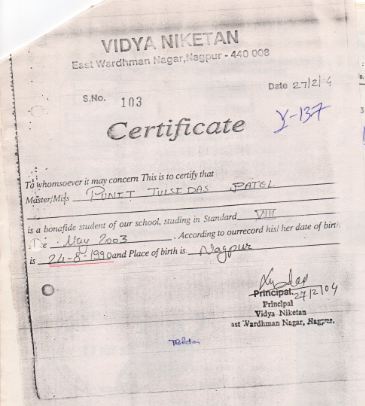 VIDYA NIKETAN
East Wardhman Nagar, Nagpur - 440 008
Date 27/2/04
S.No. 103
Y-137
Certificate
To whomsoever it may concern This is to certify that
Master/Miss PUNIT TULSIDAS PATEL
is a bonafide student of our school, studing in Standard VIII
May 2003. According to ourrecord his/her date of birth
is 24-8-1990 and Place of birth is Nagpur
Principal 27/2/04
Principal
Vidya Niketan
ast Wardhman Nagar, Nagpur.